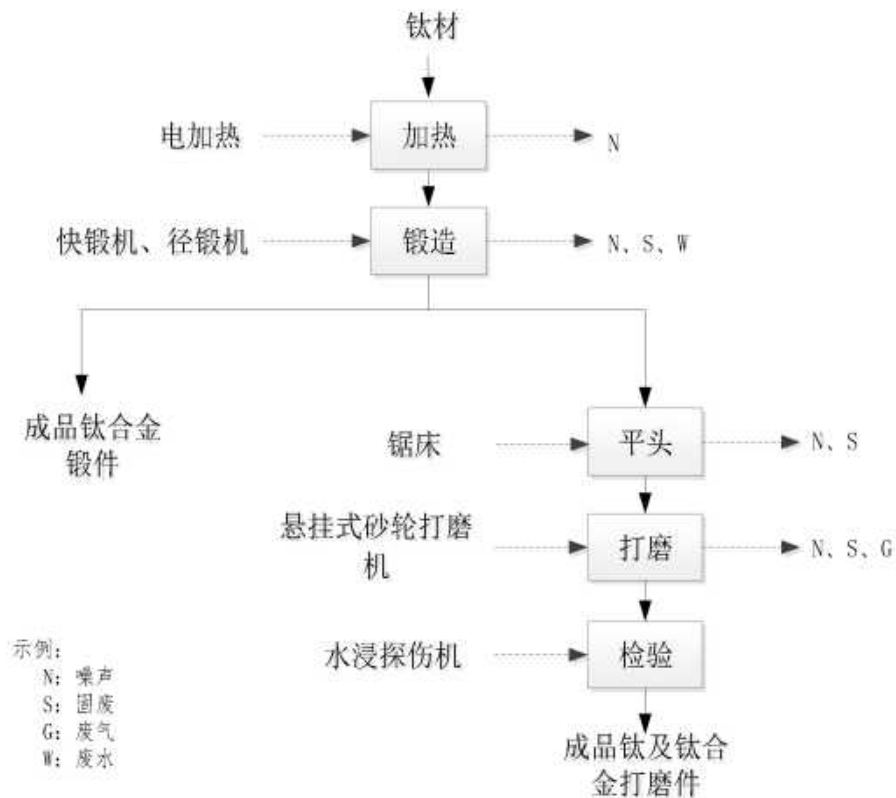 钛材
电加热
加热
N
快锻机、径锻机
锻造
N、S、W
成品钛合金
锻件
锯床
平头
N、S
悬挂式砂轮打磨
机
打磨
N、S、G
水浸探伤机
检验
成品钛及钛合
金打磨件
示例：
N：噪声
S：固废
G：废气
W：废水